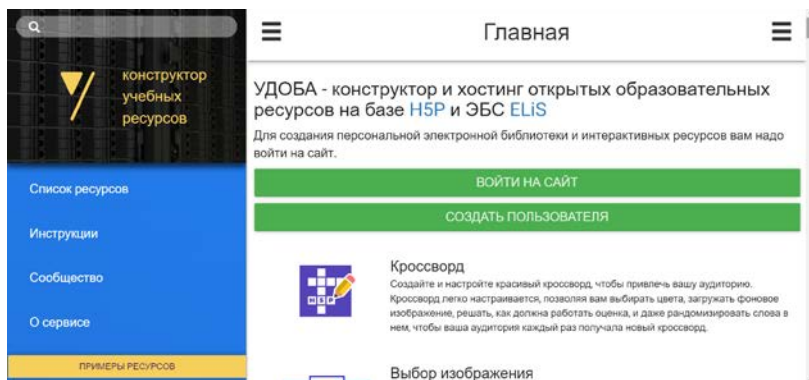 конструктор
учебных
ресурсов
Список ресурсов
Инструкции
Сообщество
О сервисе
ПРИМЕРЫ РЕСУРСОВ
Главная
УДОБА - конструктор и хостинг открытых образовательных
ресурсов на базе H5P и ЭБС ELiS
Для создания персональной электронной библиотеки и интерактивных ресурсов вам надо
войти на сайт.
ВОЙТИ НА САЙТ
СОЗДАТЬ ПОЛЬЗОВАТЕЛЯ
Кроссворд
Создайте и настройте красивый кроссворд, чтобы привлечь вашу аудиторию.
Кроссворд легко настраивается, позволяя вам выбирать цвета, загружать фоновое
изображение, решать, как должна работать оценка, и даже рандомизировать слова в
нем, чтобы ваша аудитория каждый раз получала новый кроссворд.
H5P
Выбор изображения